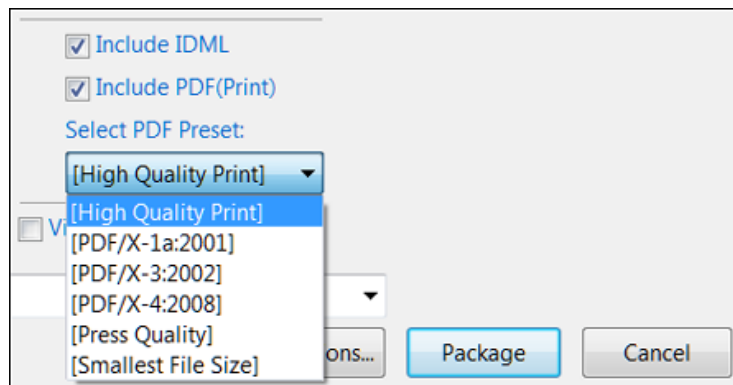 Include IDML
Include PDF(Print)
Select PDF Preset:
[High Quality Print]
[High Quality Print]
[PDF/X-1a:2001]
[PDF/X-3:2002]
[PDF/X-4:2008]
[Press Quality]
[Smallest File Size]
Package
Cancel